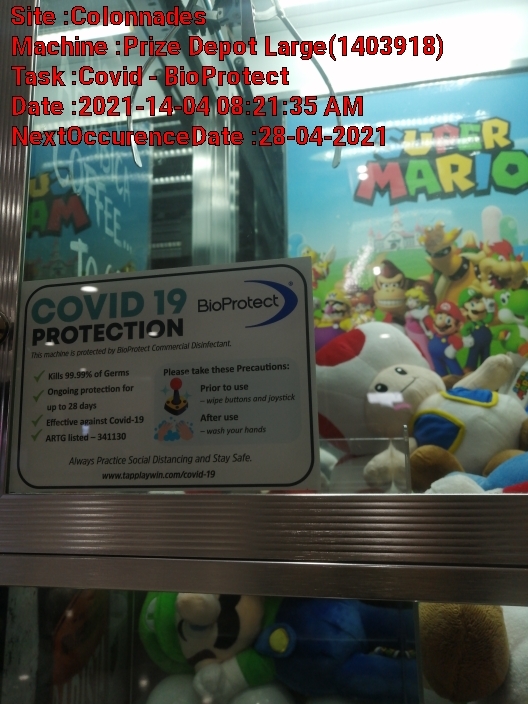 Site :Colonnades
Machine :Prize Depot Large(1403918)
Task :Covid - BioProtect
Date :2021-14-04 08:21:35 AM
NextOccurenceDate :28-04-2021
COFFEE...
TO
SUPER
MARIO
COVID 19
PROTECTION
BioProtect
This machine is protected by BioProtect Commercial Disinfectant.
Kills 99.99% of Germs
Ongoing protection for
up to 28 days
Effective against Covid-19
ARTG listed – 341130
Please take these Precautions:
Prior to use
– wipe buttons and joystick
After use
– wash your hands
Always Practice Social Distancing and Stay Safe.
www.tapplaywin.com/covid-19